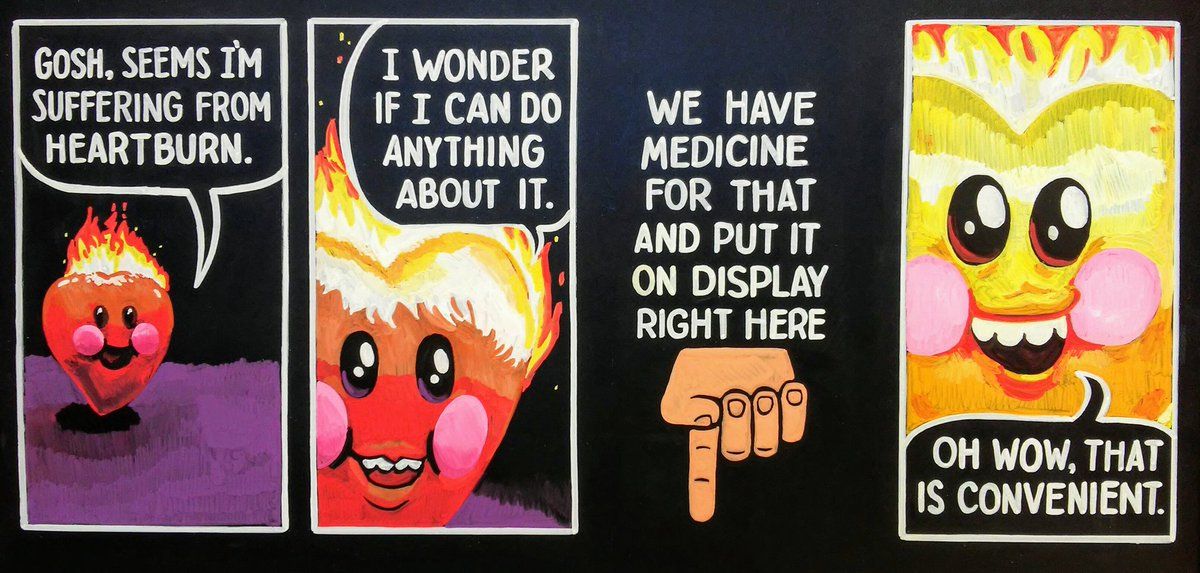 GOSH, SEEMS I'M
SUFFERING FROM
HEARTBURN.
I WONDER
IF I CAN DO
ANYTHING
ABOUT IT.
WE HAVE
MEDICINE
FOR THAT
AND PUT IT
ON DISPLAY
RIGHT HERE
OH WOW, THAT
IS CONVENIENT.